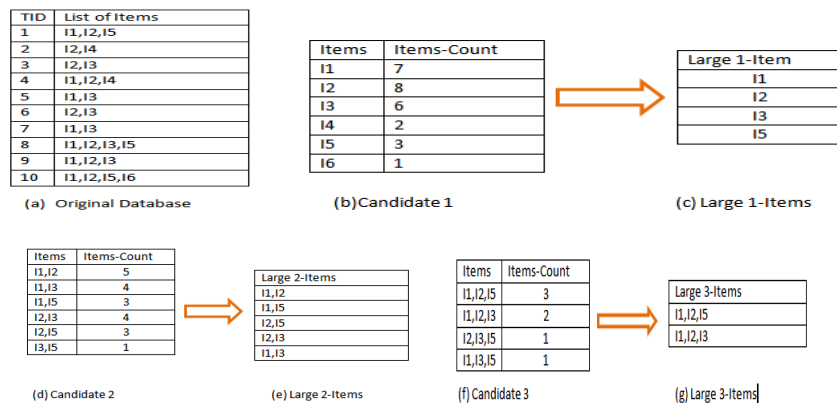 TID List of Items
1 I1,I2,I5
2 I2,I4
3 I2,I3
4 I1,I2,I4
5 I1,I3
6 I2,I3
7 I1,I3
8 I1,I2,I3,I5
9 I1,I2,I3
10 I1,I2,I5,I6
(a) Original Database
Items Items-Count
I1 7
I2 8
I3 6
I4 2
I5 3
I6 1
(b)Candidate 1
Large 1-Item
I1
I2
I3
I5
(c) Large 1-Items
Items Items-Count
I1,I2 5
I1,I3 4
I1,I5 3
I2,I3 4
I2,I5 3
I3,I5 1
(d) Candidate 2
Large 2-Items
I1,I2
I1,I5
I2,I5
I2,I3
I1,I3
(e) Large 2-Items
Items Items-Count
I1,I2,I5 3
I1,I2,I3 2
I2,I3,I5 1
I1,I3,I5 1
(f) Candidate 3
Large 3-Items
I1,I2,I5
I1,I2,I3
(g) Large 3-Items